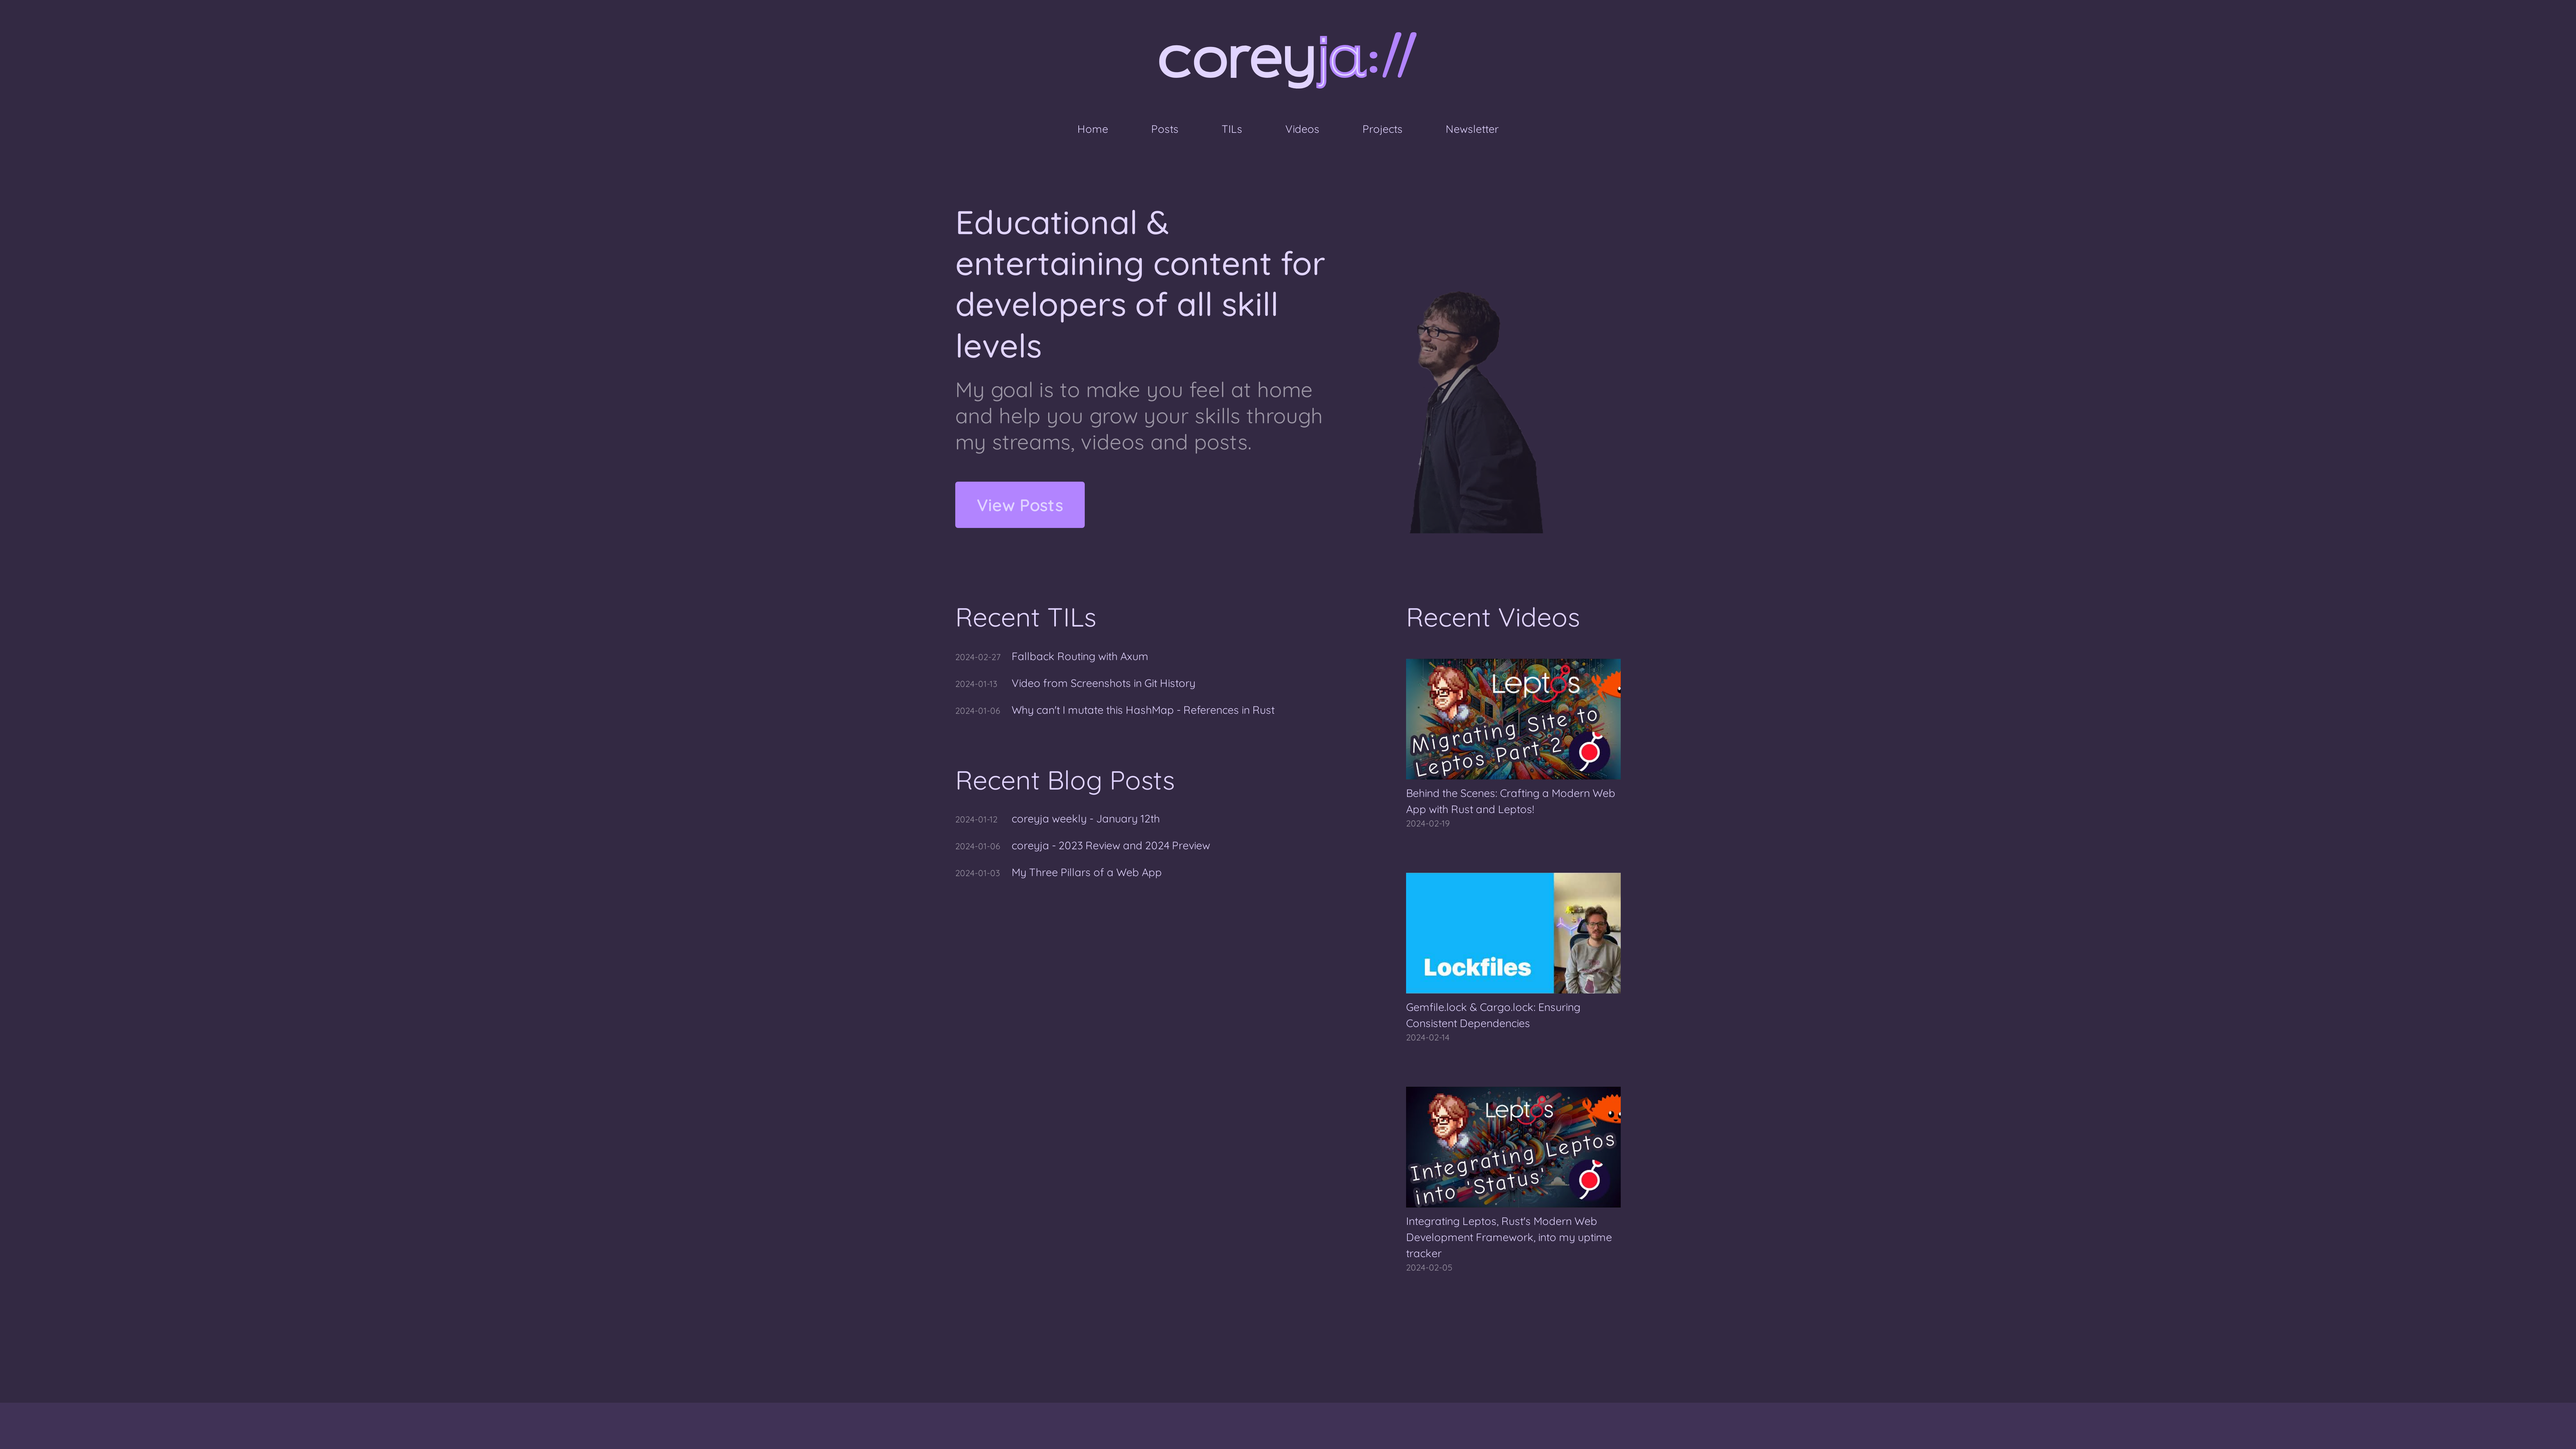 coreyja://
Home
Posts
TILs
Videos
Projects
Newsletter
Educational &
entertaining content for
developers of all skill
levels
My goal is to make you feel at home
and help you grow your skills through
my streams, videos and posts.
View Posts
Recent TILs
2024-02-27 Fallback Routing with Axum
2024-01-13 Video from Screenshots in Git History
2024-01-06 Why can't I mutate this HashMap - References in Rust
Recent Blog Posts
2024-01-12 coreyja weekly - January 12th
2024-01-06 coreyja - 2023 Review and 2024 Preview
2024-01-03 My Three Pillars of a Web App
Recent Videos
Leptos
Migrating Site to
Leptos Part 2
Behind the Scenes: Crafting a Modern Web
App with Rust and Leptos!
2024-02-19
Lockfiles
Gemfile.lock & Cargo.lock: Ensuring
Consistent Dependencies
2024-02-14
Leptos
Integrating Leptos
into 'Status'
Integrating Leptos, Rust's Modern Web
Development Framework, into my uptime
tracker
2024-02-05